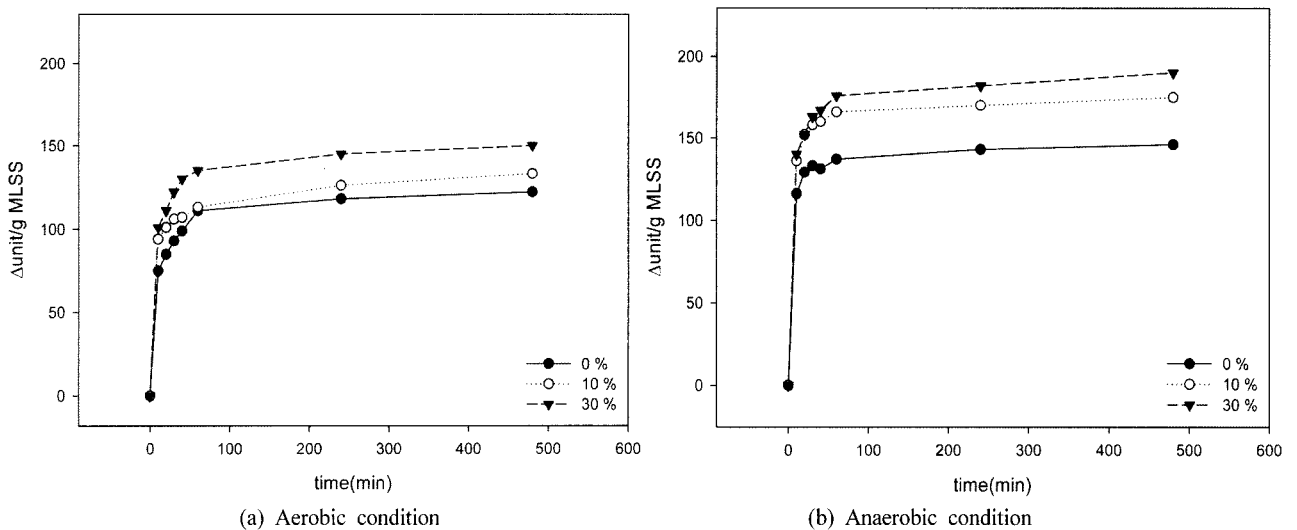 200
150
100
50
0
Δunit/g MLSS
0 100 200 300 400 500 600
time(min)
0 %
10 %
30 %
(a) Aerobic condition
200
150
100
50
0
Δunit/g MLSS
0 100 200 300 400 500 600
time(min)
0 %
10 %
30 %
(b) Anaerobic condition